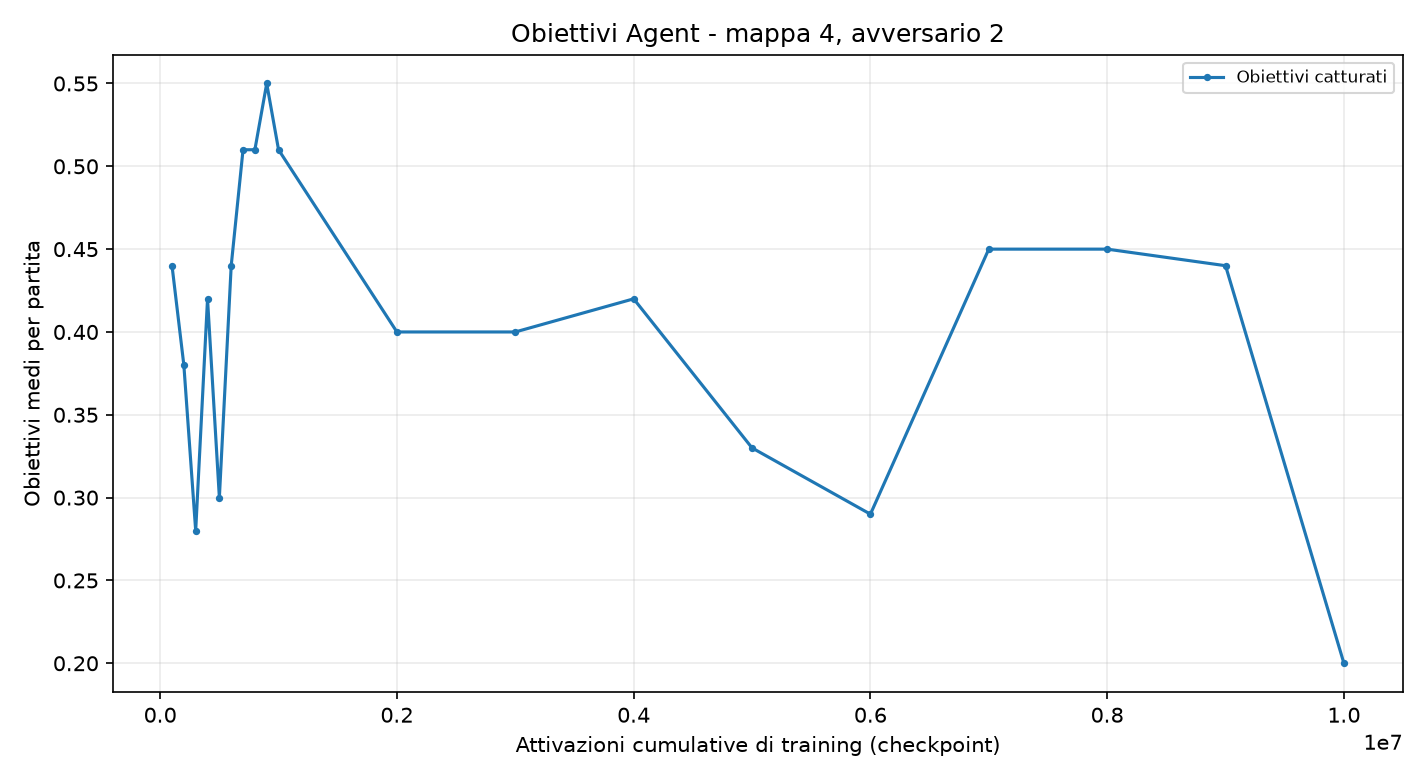 Obiettivi Agent - mappa 4, avversario 2
Obiettivi catturati
Obiettivi medi per partita
0.55
0.50
0.45
0.40
0.35
0.30
0.25
0.20
0.0 0.2 0.4 0.6 0.8 1.0
1e7
Attivazioni cumulative di training (checkpoint)